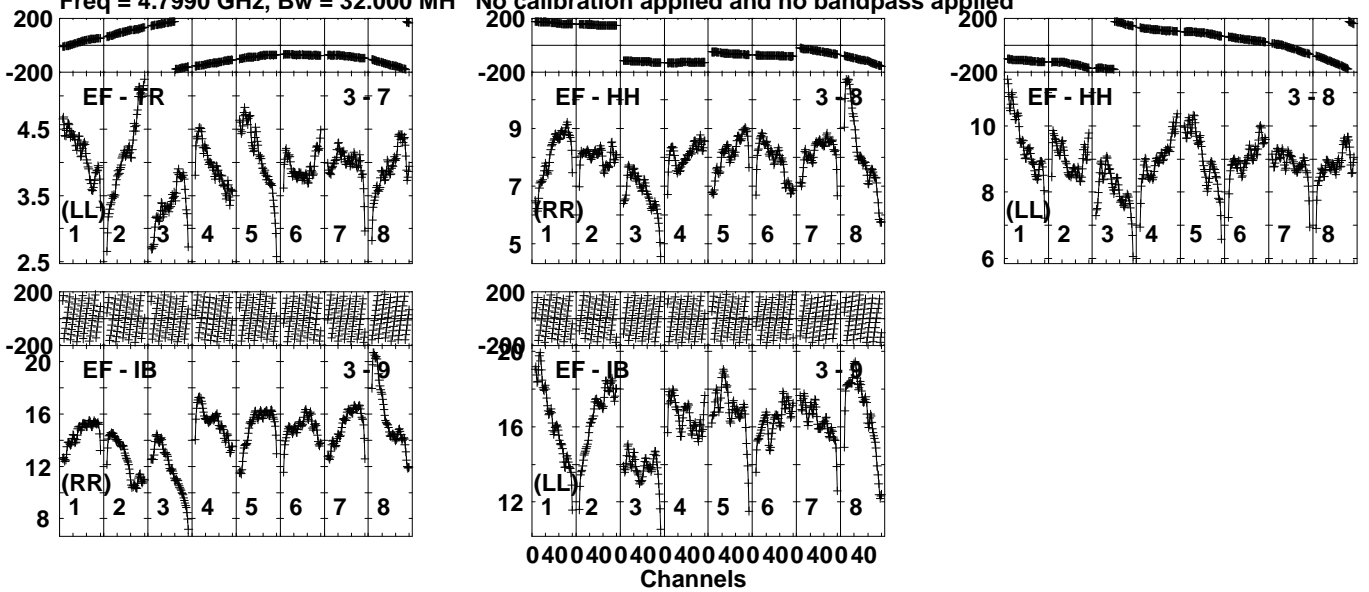 Freq = 4.7990 GHz, Bw = 32.000 MH No calibration applied and no bandpass applied
200 200 200
-200 -200 -200
EF - TR 3 - 7 EF - HH 3 - 8 EF - HH 3 - 8
4.5 9 10
3.5 7 8
(LL) (RR) (LL)
1 2 3 4 5 6 7 8 1 2 3 4 5 6 7 8 1 2 3 4 5 6 7 8
2.5 5 6
200 200
-200 -200
20 20
EF - IB 3 - 9 EF - IB 3 - 9
16 16
12 12
(RR) (LL)
1 2 3 4 5 6 7 8 1 2 3 4 5 6 7 8
8
0 40 0 40 0 40 0 40 0 40 0 40 0 40 0 40
Channels